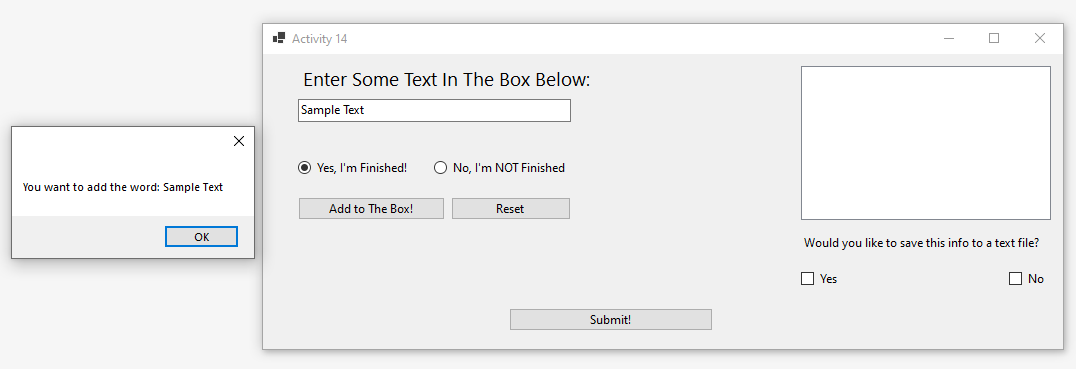 You want to add the word: Sample Text
OK
Activity 14
Enter Some Text In The Box Below:
Sample Text
Yes, I'm Finished!
No, I'm NOT Finished
Add to The Box!
Reset
Would you like to save this info to a text file?
Yes
No
Submit!